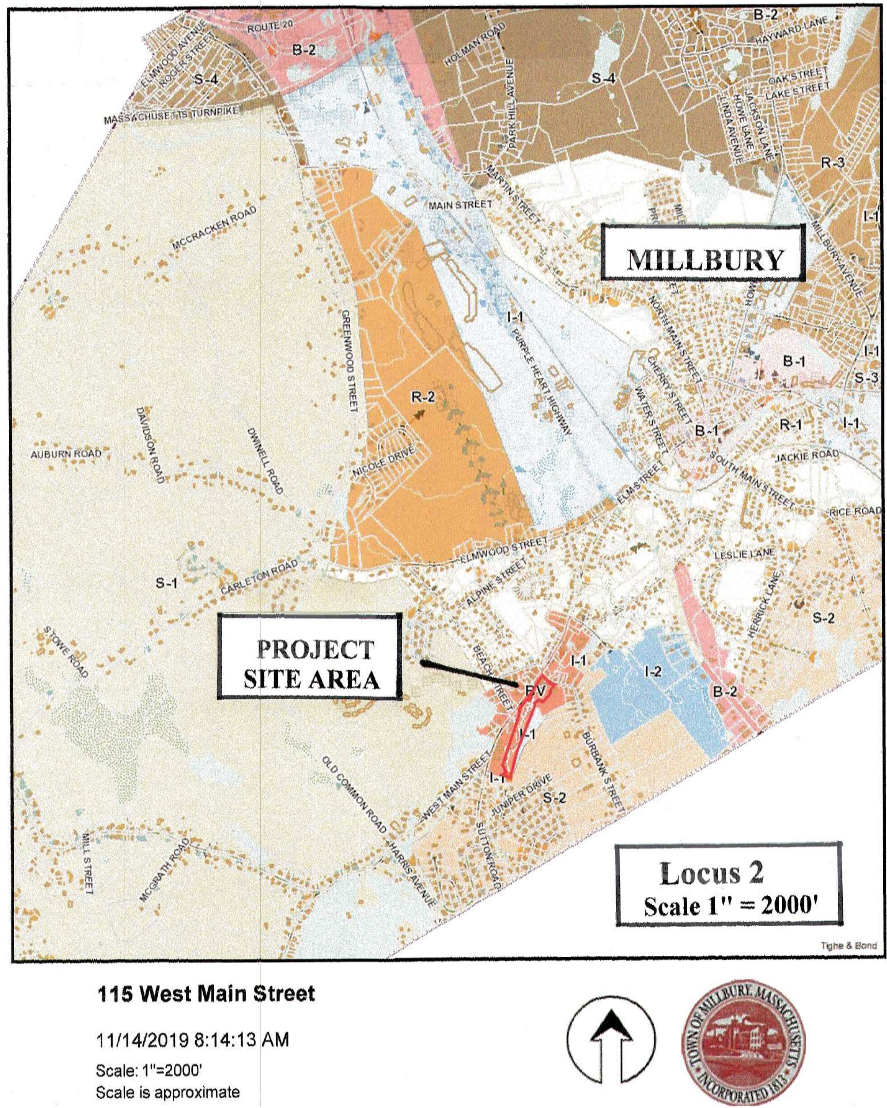 ROUTE 20
B-2
ELMWOOD AVENUE
ROGER STREET
S-4
MASSACHUSETTS TURNPIKE
HOLMAN ROAD
PARK HILL AVENUE
S-4
B-2
HAYWARD LANE
OAK STREET
LAKE STREET
JACKSON LANE
HOWE LANE
LINDA AVENUE
R-3
I-1
MCCRACKEN ROAD
MAIN STREET
MARTIN STREET
MILLBURY
MILLBURY AVENUE
GREENWOOD STREET
I-1
PURPLE HEART HIGHWAY
NORTH MAIN STREET
CHERRY STREET
WATER STREET
B-1
I-1
S-3
R-2
B-1
R-1
I-1
JACKIE ROAD
AUBURN ROAD
DAVIDSON ROAD
DWINELL ROAD
NICOLE DRIVE
ELM STREET
SOUTH MAIN STREET
RICE ROAD
ELMWOOD STREET
LESLIE LANE
S-1
CARLETON ROAD
ALPINE STREET
HERRICK LANE
S-2
STOWE ROAD
PROJECT
SITE AREA
BEACH STREET
I-1
I-2
B-2
I-1
BURBANK STREET
OLD COMMON ROAD
WEST MAIN STREET
I-1
JUNIPER DRIVE
S-2
MILL STREET
MCGRATH ROAD
HARRIS AVENUE
SUTTON ROAD
Locus 2
Scale 1" = 2000'
Tighe & Bond
115 West Main Street
11/14/2019 8:14:13 AM
Scale: 1"=2000'
Scale is approximate
TOWN OF MILLBURY, MASSACHUSETTS
INCORPORATED 1813